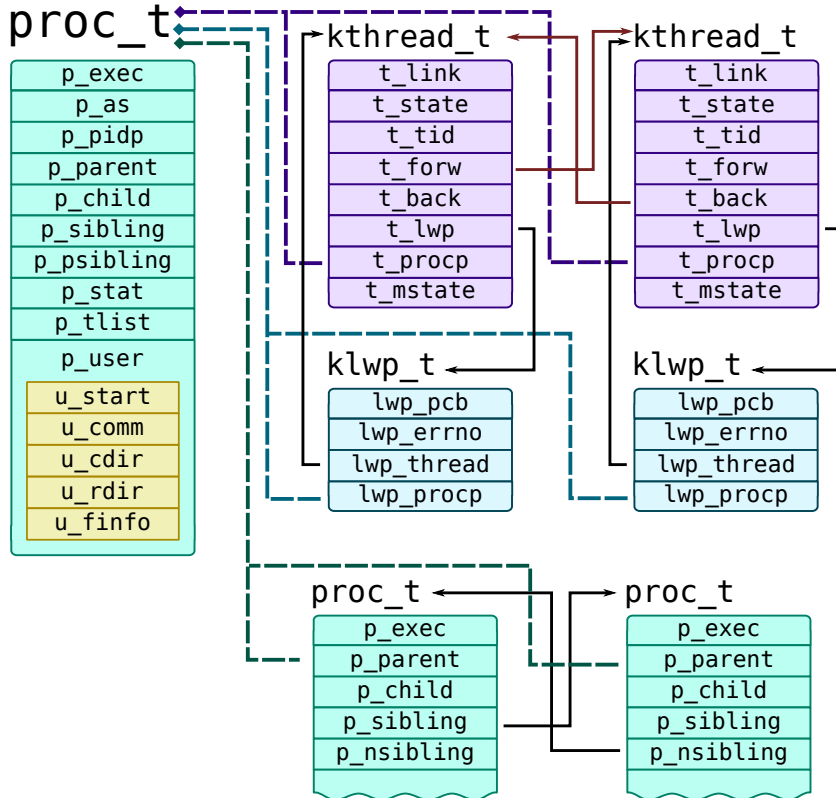 proc_t
p_exec
p_as
p_pidp
p_parent
p_child
p_sibling
p_psibling
p_stat
p_tlist
p_user
u_start
u_comm
u_cdir
u_rdir
u_finfo
kthread_t
t_link
t_state
t_tid
t_forw
t_back
t_lwp
t_procp
t_mstate
kthread_t
t_link
t_state
t_tid
t_forw
t_back
t_lwp
t_procp
t_mstate
klwp_t
lwp_pcb
lwp_errno
lwp_thread
lwp_procp
klwp_t
lwp_pcb
lwp_errno
lwp_thread
lwp_procp
proc_t
p_exec
p_parent
p_child
p_sibling
p_nsibling
proc_t
p_exec
p_parent
p_child
p_sibling
p_nsibling